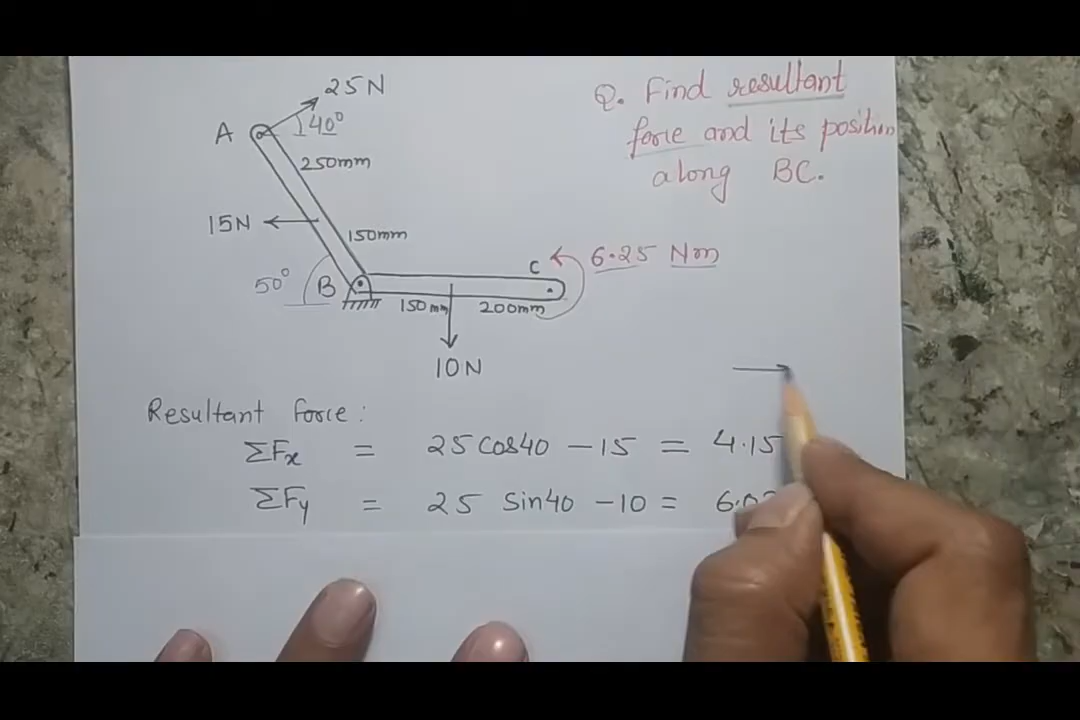 Q. Find resultant
force and its position
along BC.
25 N
40°
A
250mm
15N
150mm
C
6.25 Nm
50°
B
150mm
200mm
10N
Resultant force:
ΣFx = 25 cos40 - 15 = 4.15
ΣFy = 25 sin40 - 10 =